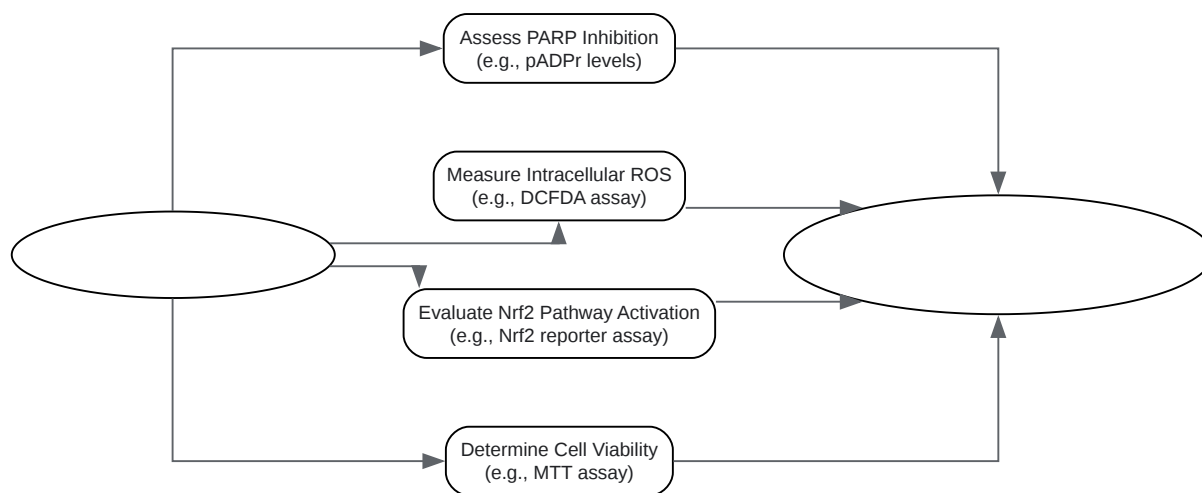 Assess PARP Inhibition
(e.g., pADPr levels)
Measure Intracellular ROS
(e.g., DCFDA assay)
Evaluate Nrf2 Pathway Activation
(e.g., Nrf2 reporter assay)
Determine Cell Viability
(e.g., MTT assay)